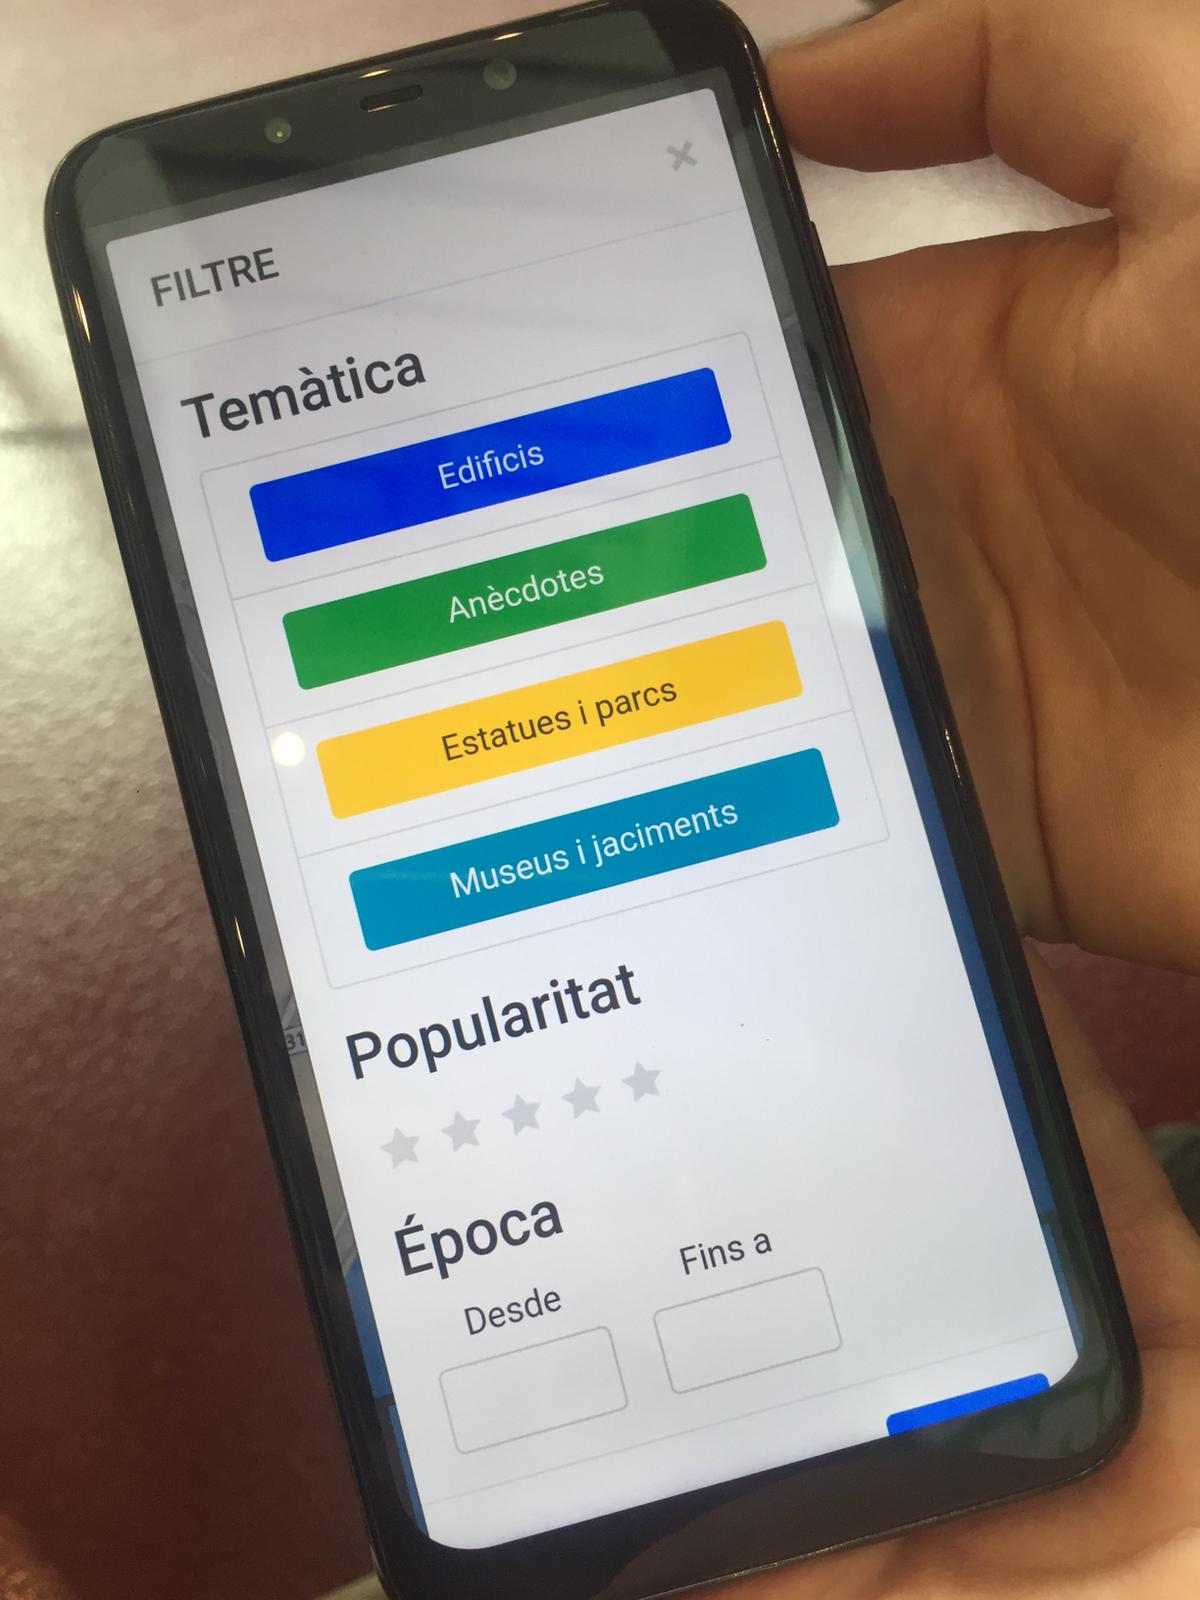 FILTRE
Temàtica
Edificis
Anècdotes
Estatues i parcs
Museus i jaciments
Popularitat
Època
Desde
Fins a